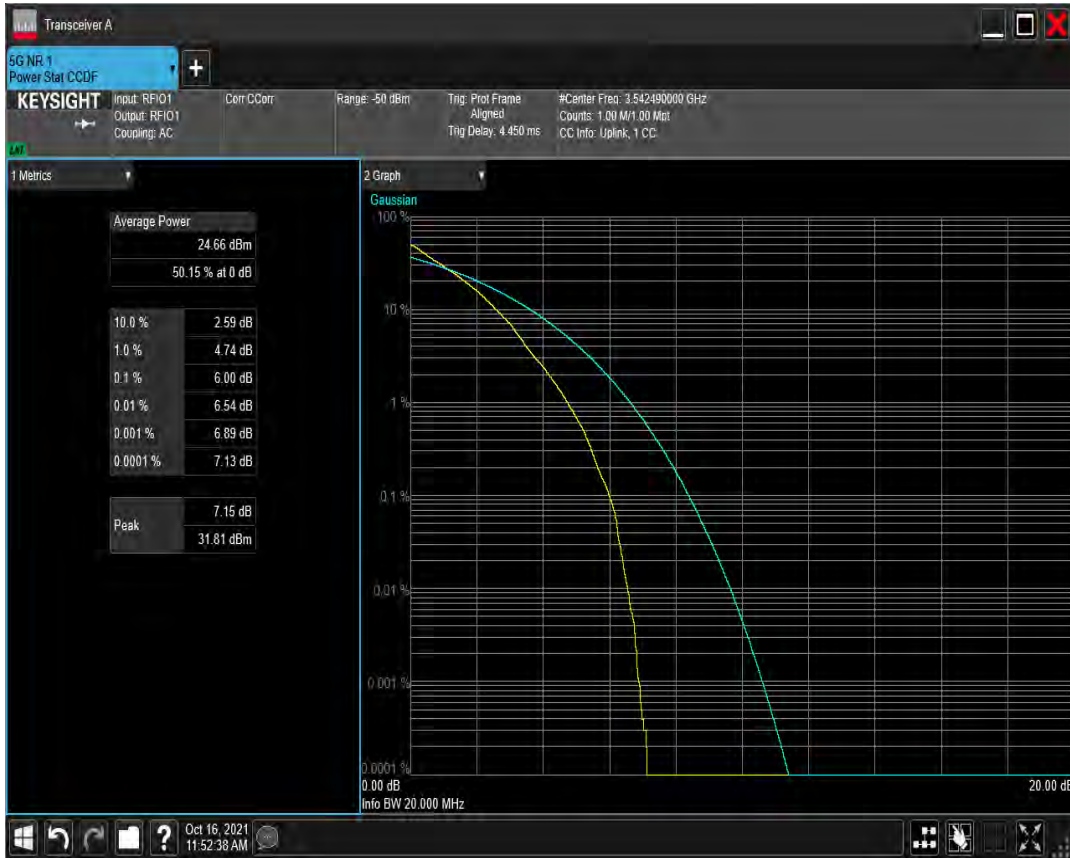 Transceiver A
5G NR 1
Power Stat CCDF
+
KEYSIGHT
Input: RFIO1
Output: RFIO1
Coupling: AC
Corr CCorr
Range: -50 dBm
Trig: Prot Frame
Aligned
Trig Delay: 4.450 ms
#Center Freq: 3.542490000 GHz
Counts: 1.00 M/1.00 Mpt
CC Info: Uplink, 1 CC
1 Metrics
Average Power
24.66 dBm
50.15 % at 0 dB
10.0 % 2.59 dB
1.0 % 4.74 dB
0.1 % 6.00 dB
0.01 % 6.54 dB
0.001 % 6.89 dB
0.0001 % 7.13 dB
Peak
7.15 dB
31.81 dBm
2 Graph
Gaussian
100 %
10 %
1 %
0.1 %
0.01 %
0.001 %
0.0001 %
0.00 dB 20.00 dB
Info BW 20.000 MHz
?
Oct 16, 2021
11:52:38 AM